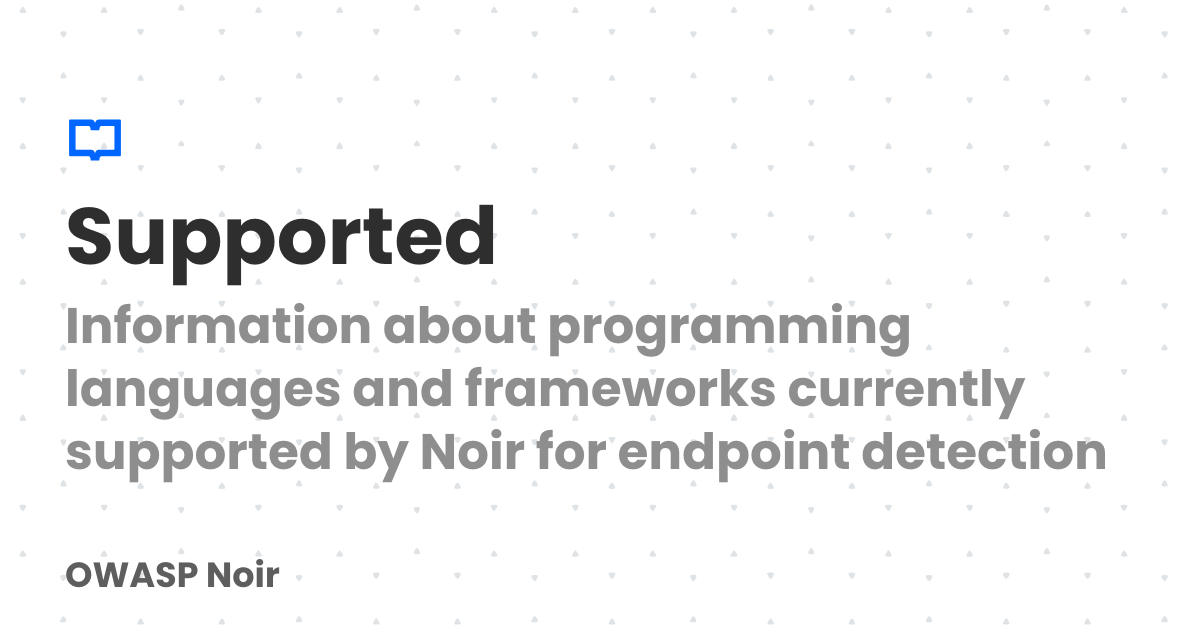 Supported
Information about programming
languages and frameworks currently
supported by Noir for endpoint detection
OWASP Noir